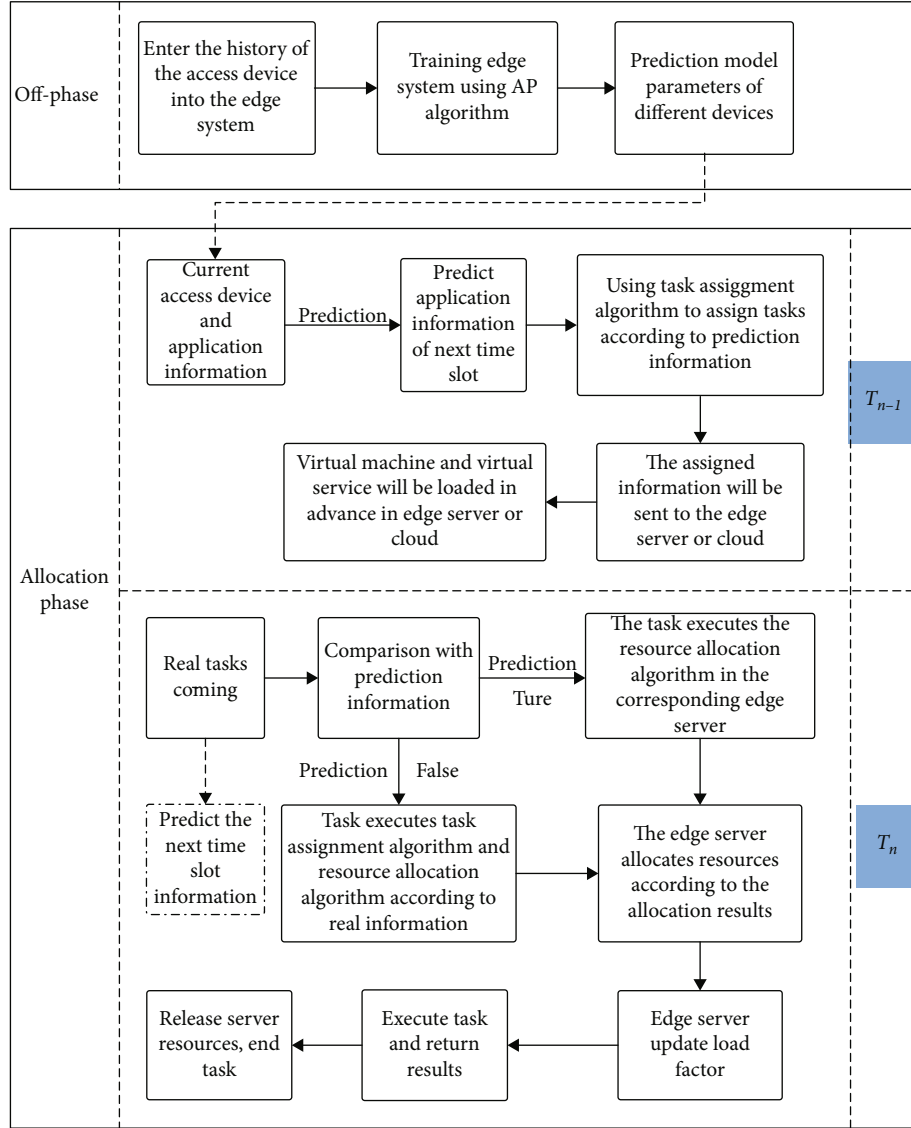 Off-phase
Enter the history of
the access device
into the edge
system
Training edge
system using AP
algorithm
Prediction model
parameters of
different devices
Allocation
phase
Current
access device
and
application
information
Prediction
Predict
application
information
of next time
slot
Using task assiggment
algorithm to assign tasks
according to prediction
information
The assigned
information will be
sent to the edge
server or cloud
Virtual machine and virtual
service will be loaded in
advance in edge server or
cloud
Tn–1
Real tasks
coming
Comparison with
prediction
information
Prediction
Ture
The task executes the
resource allocation
algorithm in the
corresponding edge
server
Prediction False
Predict the
next time
slot
information
Task executes task
assignment algorithm and
resource allocation
algorithm according to
real information
The edge server
allocates resources
according to the
allocation results
Tn
Edge server
update load
factor
Execute task
and return
results
Release server
resources, end
task